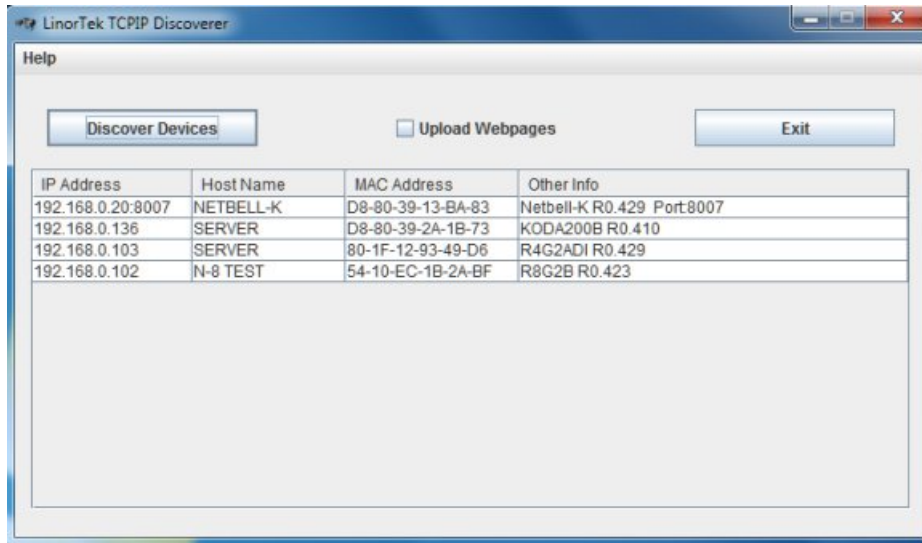 LinorTek TCPIP Discoverer
Help
Discover Devices Upload Webpages Exit
IP Address Host Name MAC Address Other Info
192.168.0.20:8007 NETBELL-K D8-80-39-13-BA-83 Netbell-K R0.429 Port:8007
192.168.0.136 SERVER D8-80-39-2A-1B-73 KODA200B R0.410
192.168.0.103 SERVER 80-1F-12-93-49-D6 R4G2ADI R0.429
192.168.0.102 N-8 TEST 54-10-EC-1B-2A-BF R8G2B R0.423